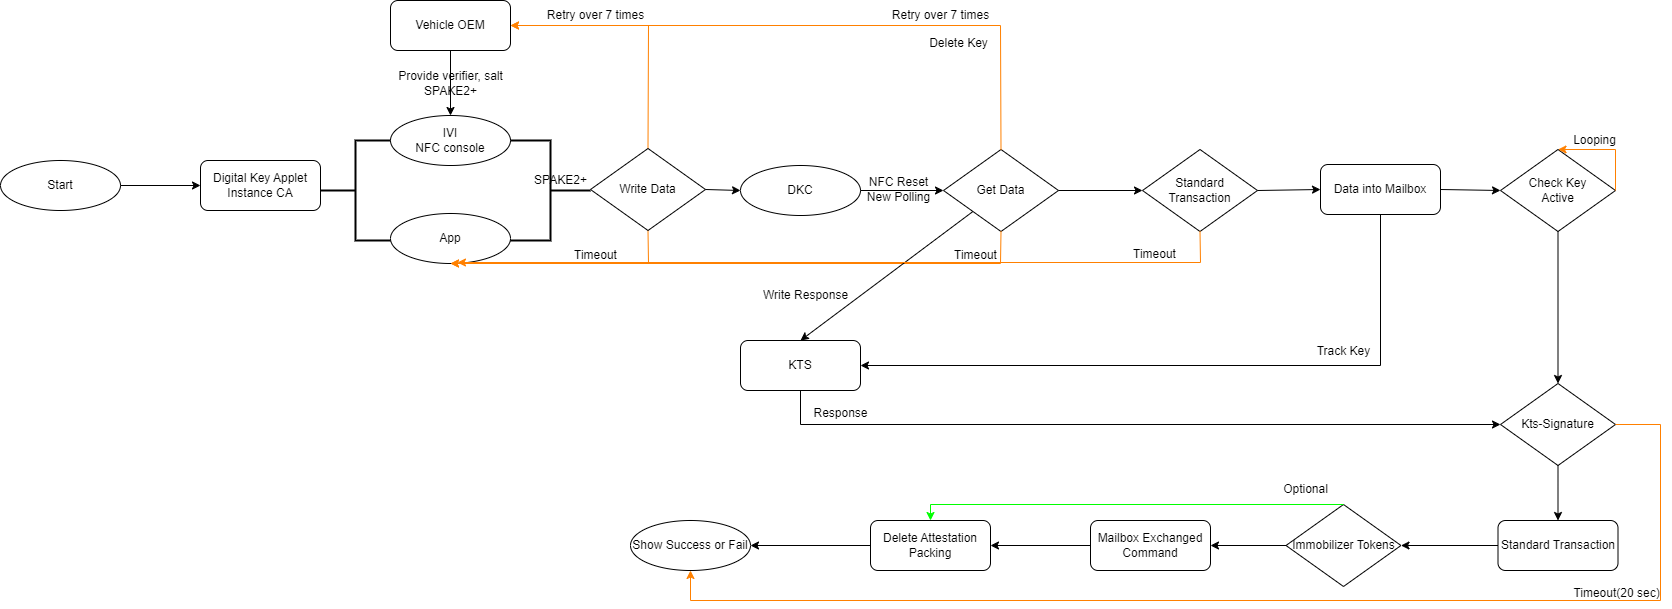 Vehicle OEM
Retry over 7 times
Retry over 7 times
Delete Key
Provide verifier, salt
SPAKE2+
IVI
NFC console
Start
Digital Key Applet
Instance CA
SPAKE2+
Write Data
DKC
NFC Reset
New Polling
Get Data
Standard
Transaction
Data into Mailbox
Looping
Check Key
Active
App
Timeout
Timeout
Timeout
Write Response
KTS
Track Key
Response
Kts-Signature
Optional
Show Success or Fail
Delete Attestation
Packing
Mailbox Exchanged
Command
Immobilizer Tokens
Standard Transaction
Timeout(20 sec)